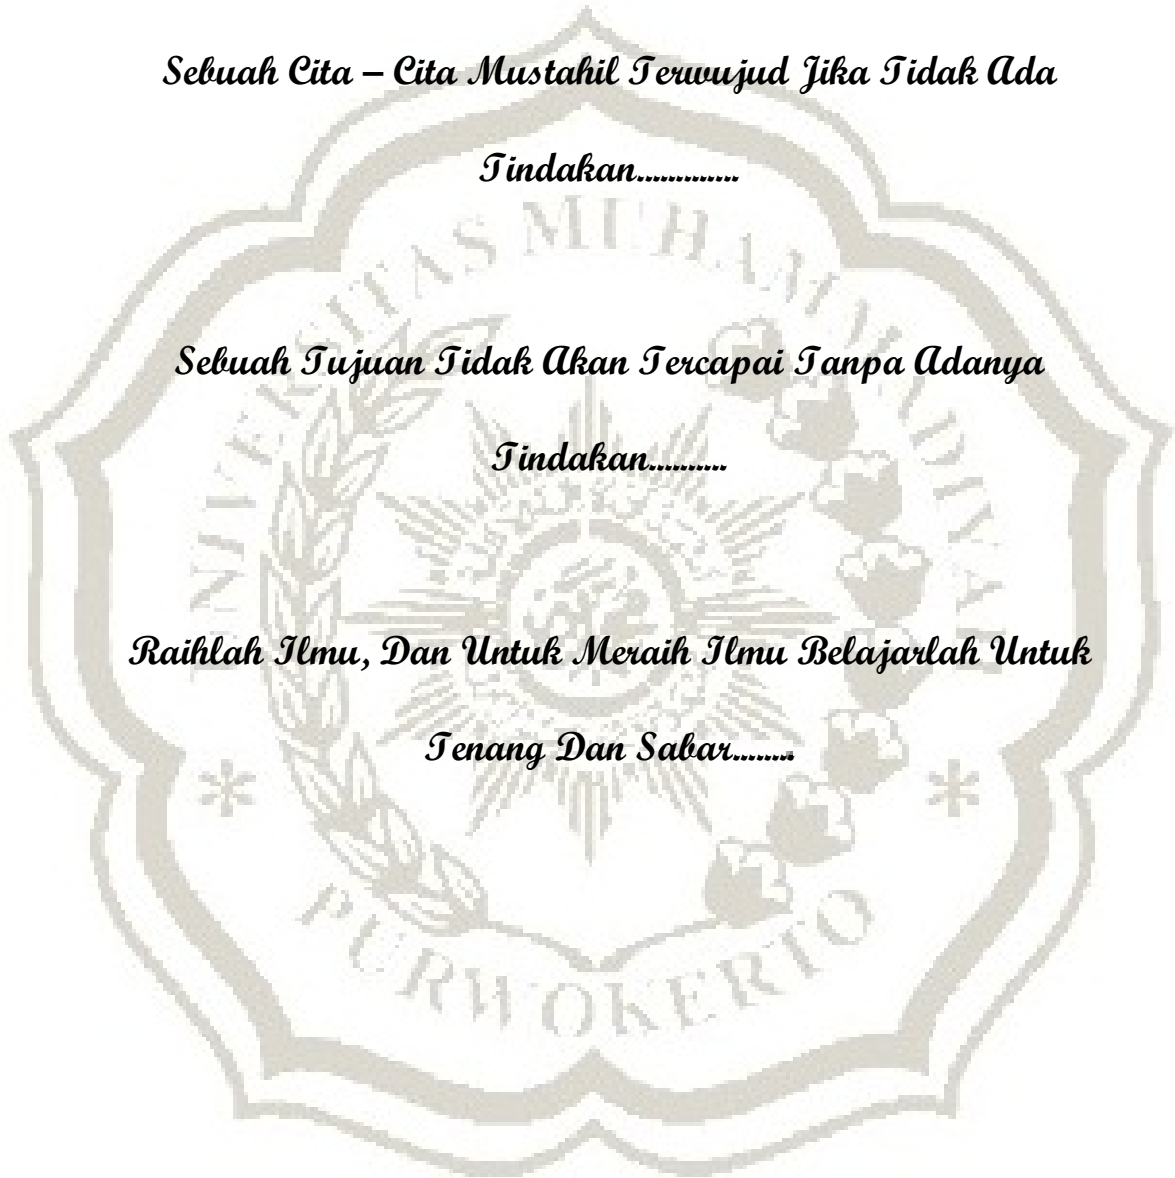 Sebuah Cita – Cita Mustahil Terwujud Jika Tidak Ada
Tindakan.............
Sebuah Tujuan Tidak Akan Tercapai Tanpa Adanya
Tindakan..........
Raihlah Ilmu, Dan Untuk Meraih Ilmu Belajarlah Untuk
Tenang Dan Sabar........
UNIVERSITAS MUHAMMADIYAH
PURWOKERTO